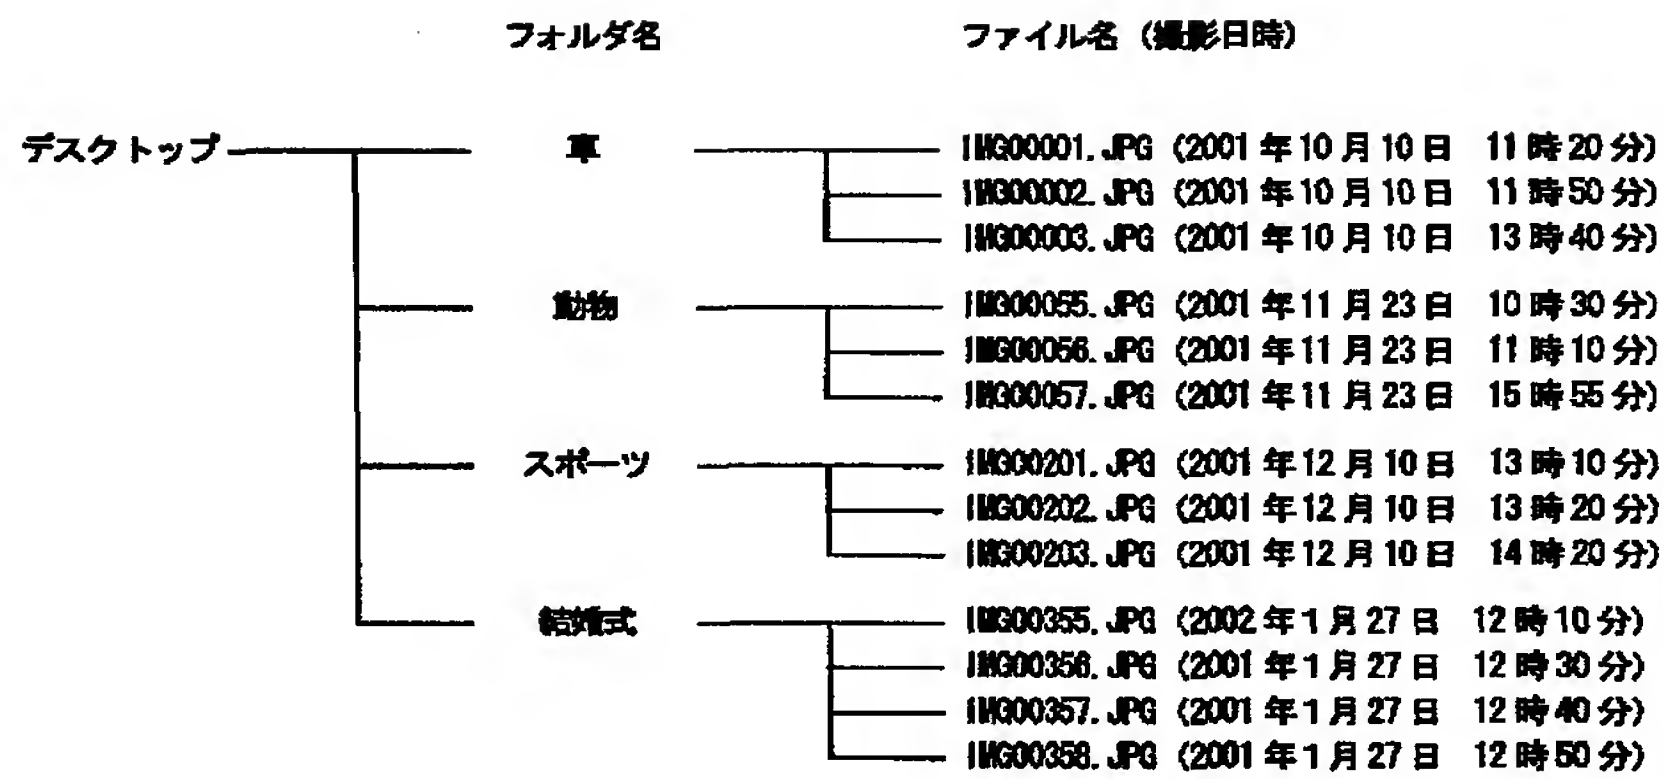 フォルダ名 ファイル名（撮影日時）
デスクトップ 車 IMG00001.JPG (2001年10月10日 11時20分)
IMG00002.JPG (2001年10月10日 11時50分)
IMG00003.JPG (2001年10月10日 13時40分)
動物 IMG00055.JPG (2001年11月23日 10時30分)
IMG00056.JPG (2001年11月23日 11時10分)
IMG00057.JPG (2001年11月23日 15時55分)
スポーツ IMG00201.JPG (2001年12月10日 13時10分)
IMG00202.JPG (2001年12月10日 13時20分)
IMG00203.JPG (2001年12月10日 14時20分)
結婚式 IMG00355.JPG (2002年1月27日 12時10分)
IMG00356.JPG (2001年1月27日 12時30分)
IMG00357.JPG (2001年1月27日 12時40分)
IMG00358.JPG (2001年1月27日 12時50分)